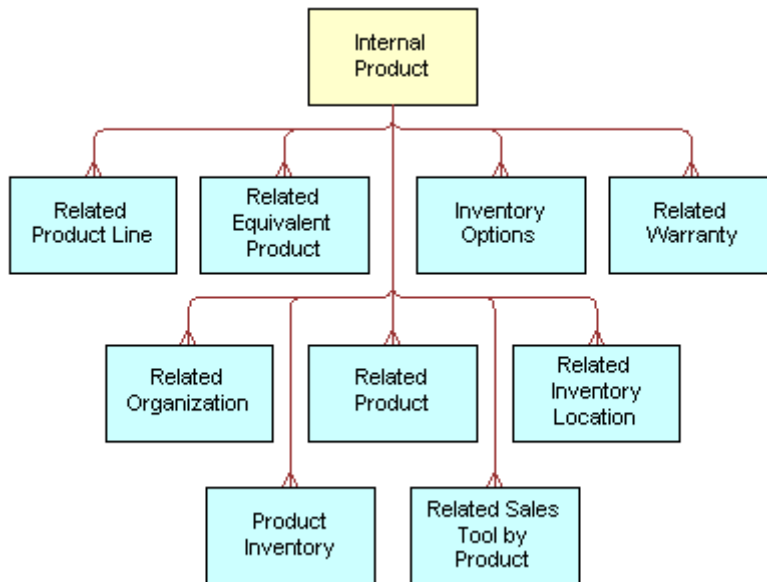 Internal
Product
Related
Product Line
Related
Equivalent
Product
Inventory
Options
Related
Warranty
Related
Organization
Related
Product
Related
Inventory
Location
Product
Inventory
Related Sales
Tool by
Product